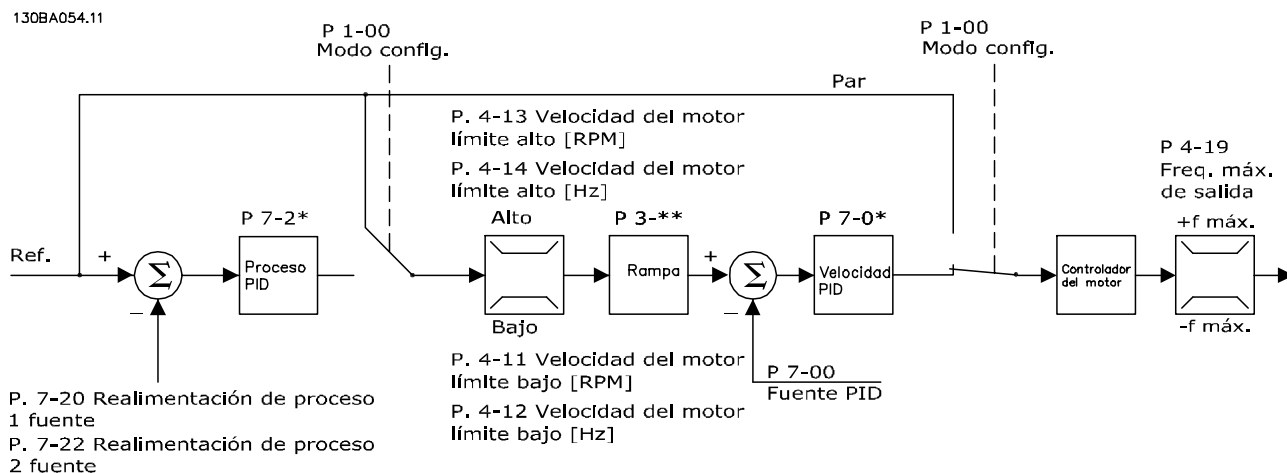 130BA054.11
P 1-00
Modo config.
P 1-00
Modo config.
Par
P. 4-13 Velocidad del motor
límite alto [RPM]
P. 4-14 Velocidad del motor
límite alto [Hz]
P 4-19
Freq. máx.
de salida
P 7-2*
Alto
P 3-**
P 7-0*
+f máx.
Ref.
+
Σ
Proceso
PID
Rampa
+
Σ
Velocidad
PID
Controlador
del motor
_
Bajo
_
-f máx.
P. 4-11 Velocidad del motor
límite bajo [RPM]
P. 4-12 Velocidad del motor
límite bajo [Hz]
P 7-00
Fuente PID
P. 7-20 Realimentación de proceso
1 fuente
P. 7-22 Realimentación de proceso
2 fuente